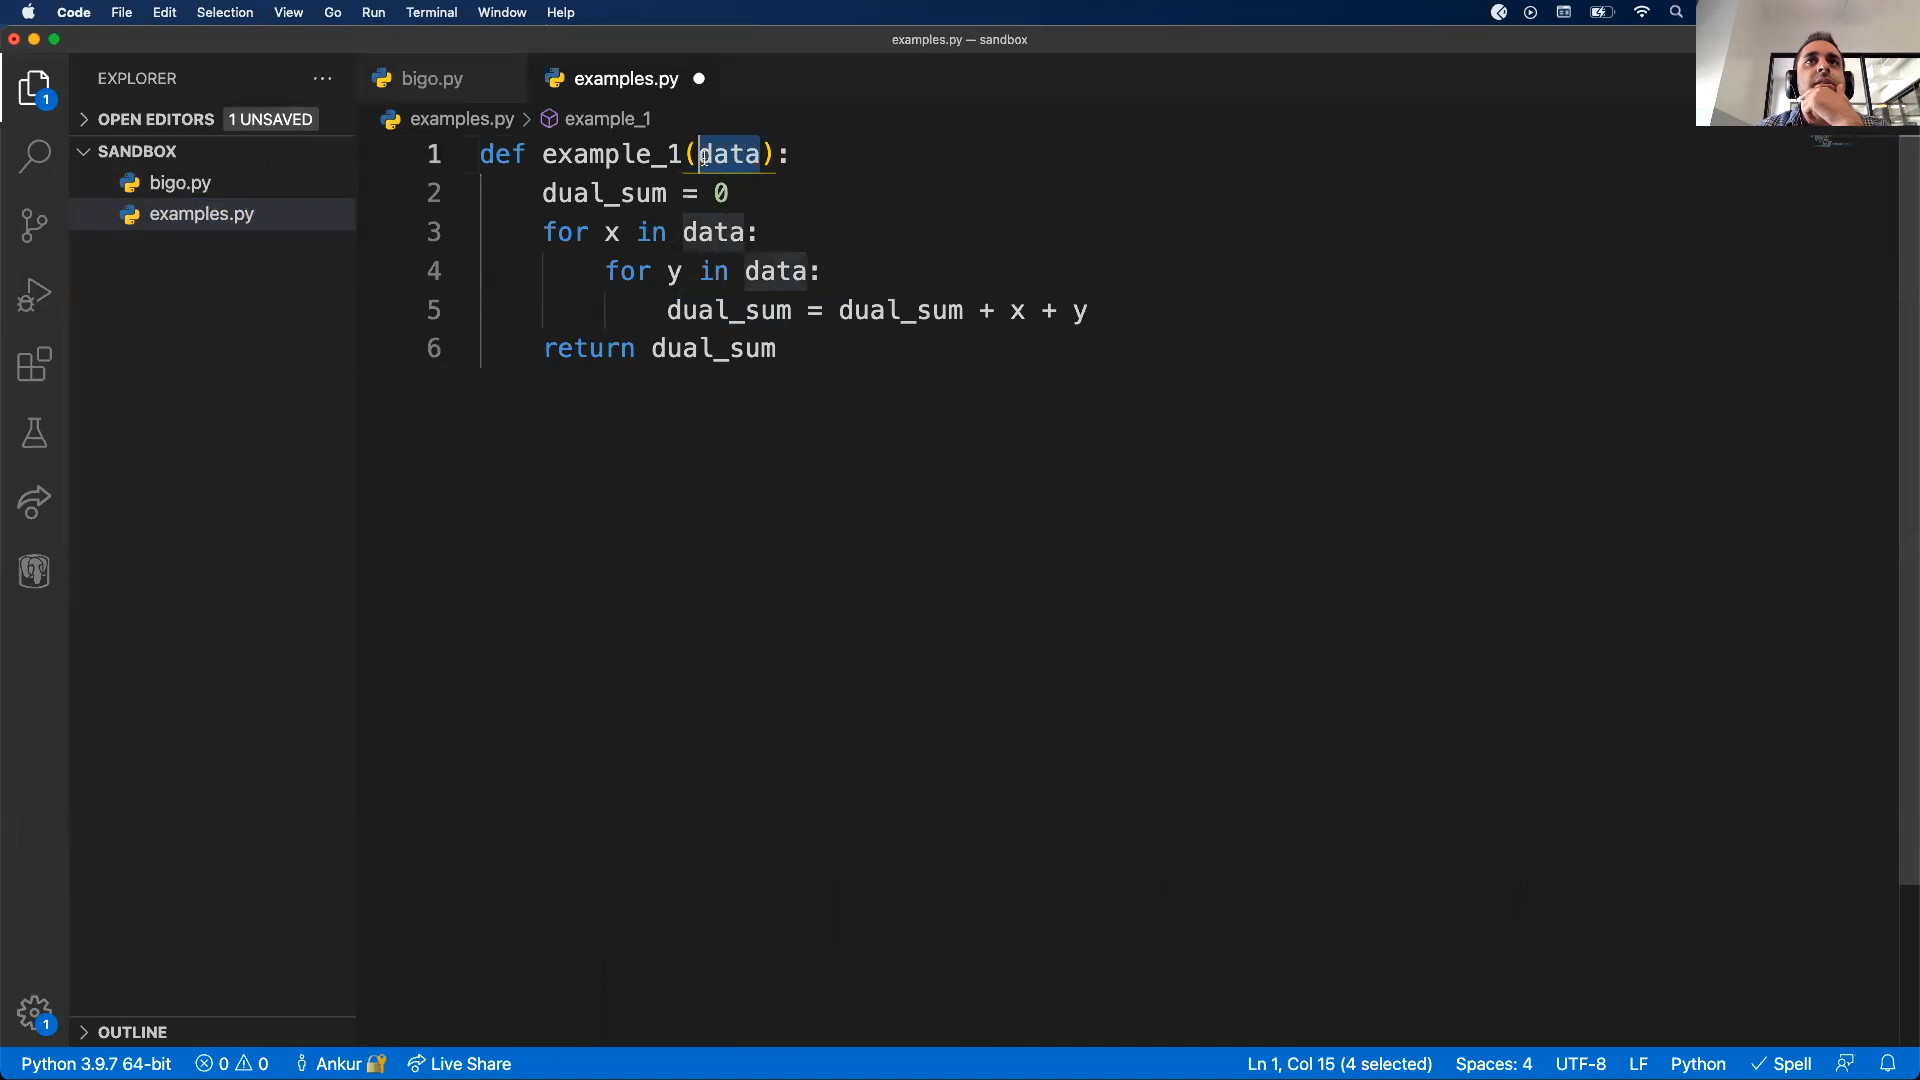 Code File Edit Selection View Go Run Terminal Window Help
examples.py — sandbox
EXPLORER ···
bigo.py examples.py
OPEN EDITORS 1 UNSAVED
examples.py > example_1
SANDBOX
bigo.py
examples.py
1 def example_1(data):
2 dual_sum = 0
3 for x in data:
4 for y in data:
5 dual_sum = dual_sum + x + y
6 return dual_sum
1
1
OUTLINE
Python 3.9.7 64-bit 0 0 Ankur Live Share Ln 1, Col 15 (4 selected) Spaces: 4 UTF-8 LF Python Spell